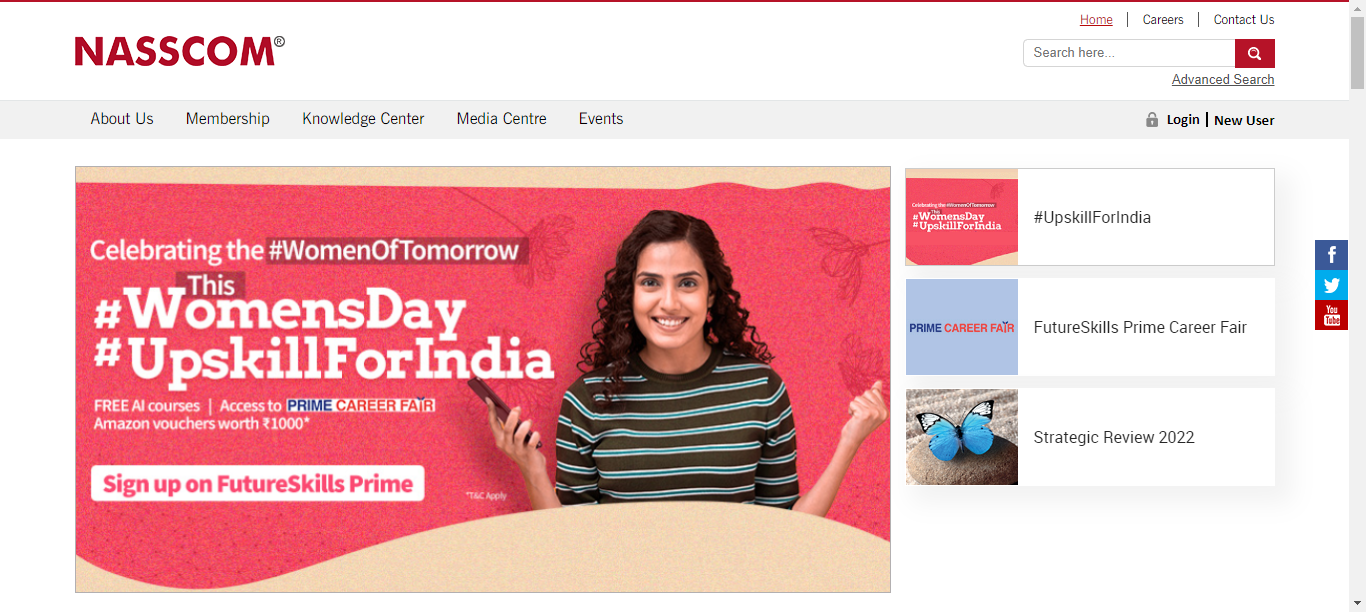 Home
Careers
Contact Us
NASSCOM®
Search here...
Advanced Search
About Us
Membership
Knowledge Center
Media Centre
Events
Login
New User
Celebrating the #WomenOfTomorrow
This
#WomensDay
#UpskillForIndia
FREE AI courses | Access to PRIME CAREER FAIR
Amazon vouchers worth ₹1000*
Sign up on FutureSkills Prime
*T&C Apply
Celebrating the #WomenOfTomorrow
This
#WomensDay
#UpskillForIndia
#UpskillForIndia
PRIME CAREER FAIR
FutureSkills Prime Career Fair
Strategic Review 2022
f
You
Tube